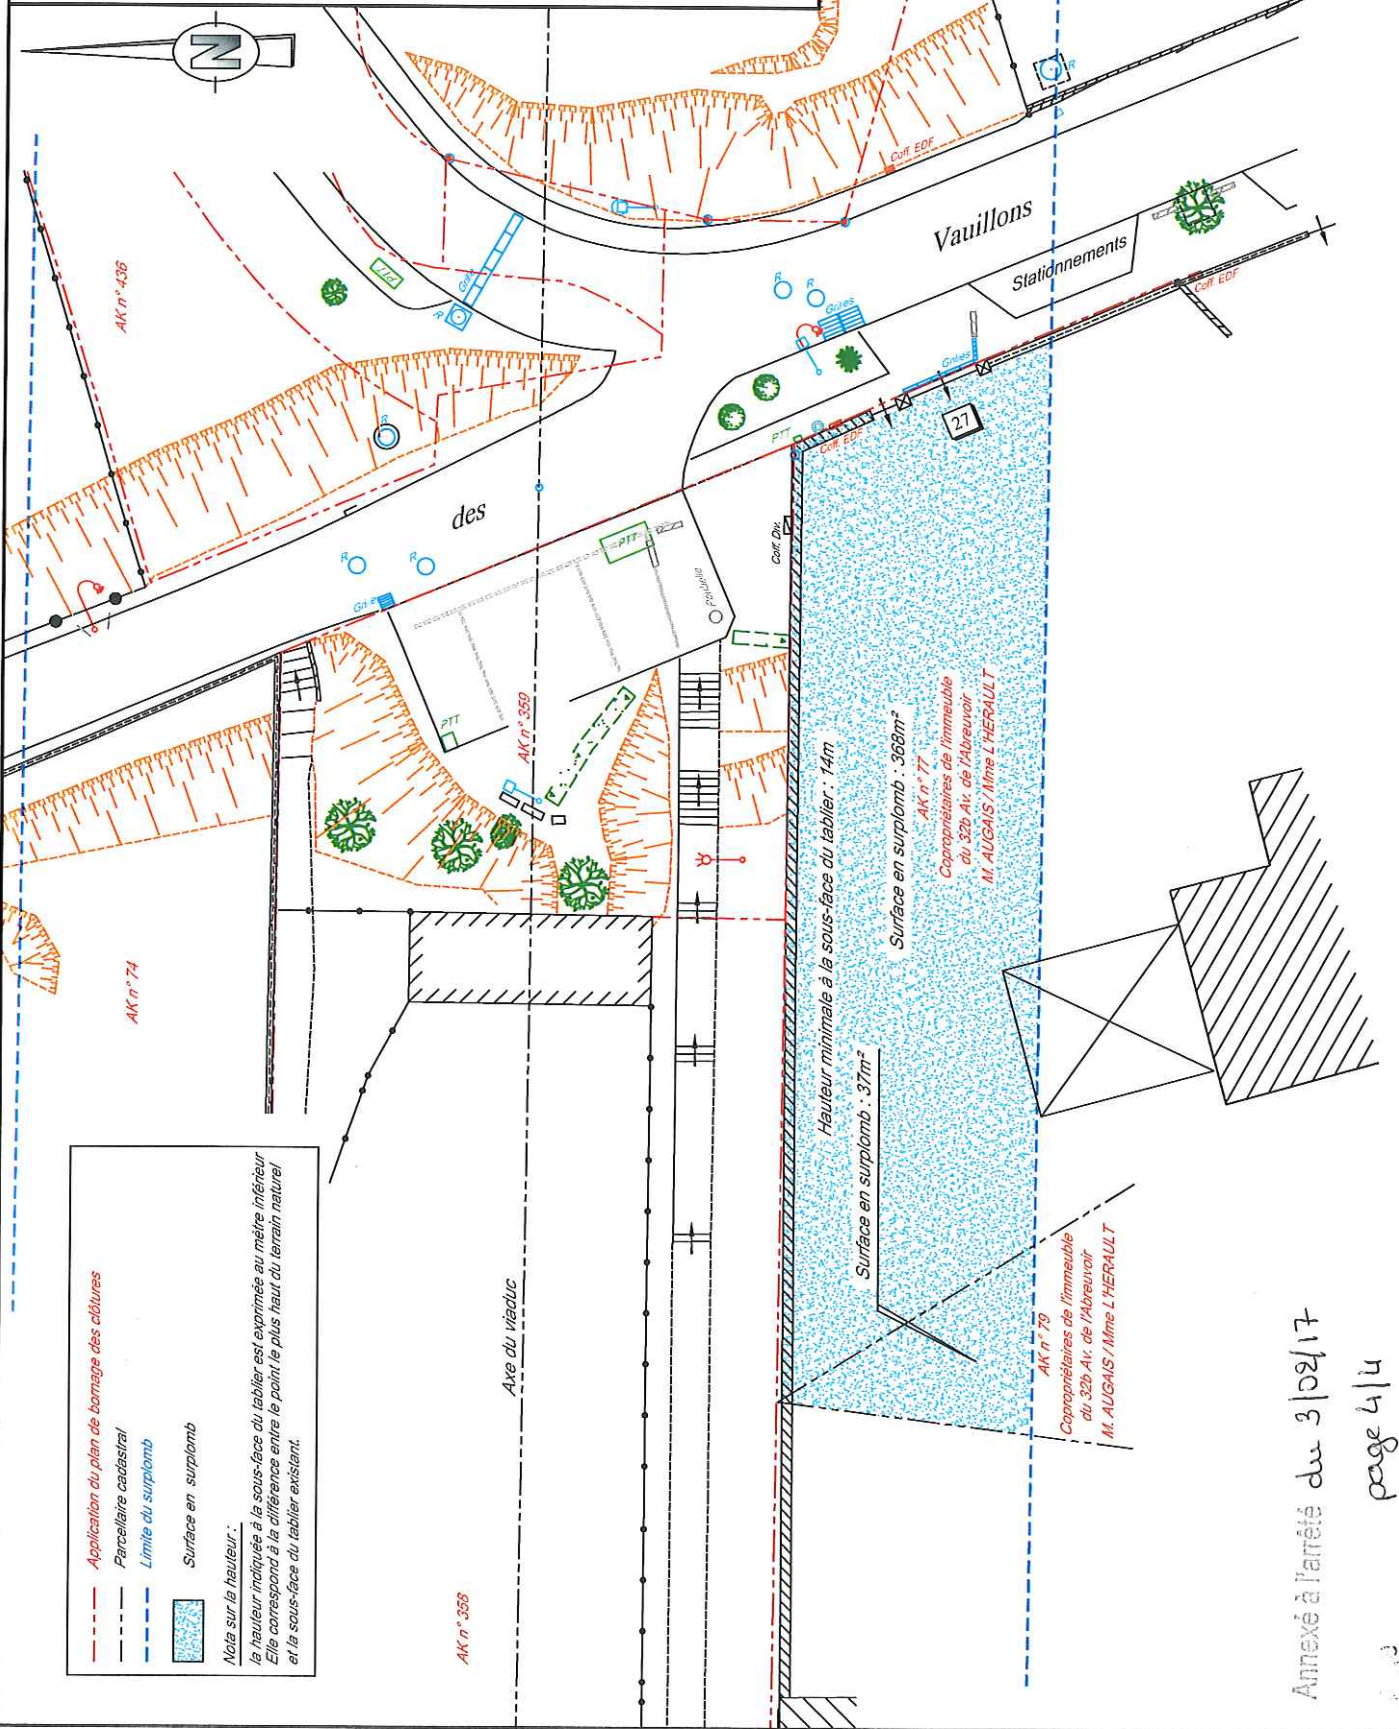 N
AK n° 436
PTT
Grille
R
R
Coff. EDF
R
Vauillons
Stationnements
Coff. EDF
R
R
Grilles
Grilles
27
PTT
Coff. EDF
Coff. Div.
des
R
R
Grille
PTT
Poubelle
PTT
AK n° 359
AK n° 74
Hauteur minimale à la sous-face du tablier : 14m
Surface en surplomb : 368m²
AK n° 77
Copropriétaires de l'immeuble
du 32b Av. de l'Abreuvoir
M. AUGAIS / Mme L'HERAULT
Surface en surplomb : 37m²
AK n° 79
Copropriétaires de l'immeuble
du 32b Av. de l'Abreuvoir
M. AUGAIS / Mme L'HERAULT
Axe du viaduc
AK n° 358
Application du plan de bornage des clôtures
Parcellaire cadastral
Limite du surplomb
Surface en surplomb
Nota sur la hauteur :
la hauteur indiquée à la sous-face du tablier est exprimée au mètre inférieur
Elle correspond à la différence entre le point le plus haut du terrain naturel
et la sous-face du tablier existant.
Annexé à l'arrêté du 3/02/17
page 4/4